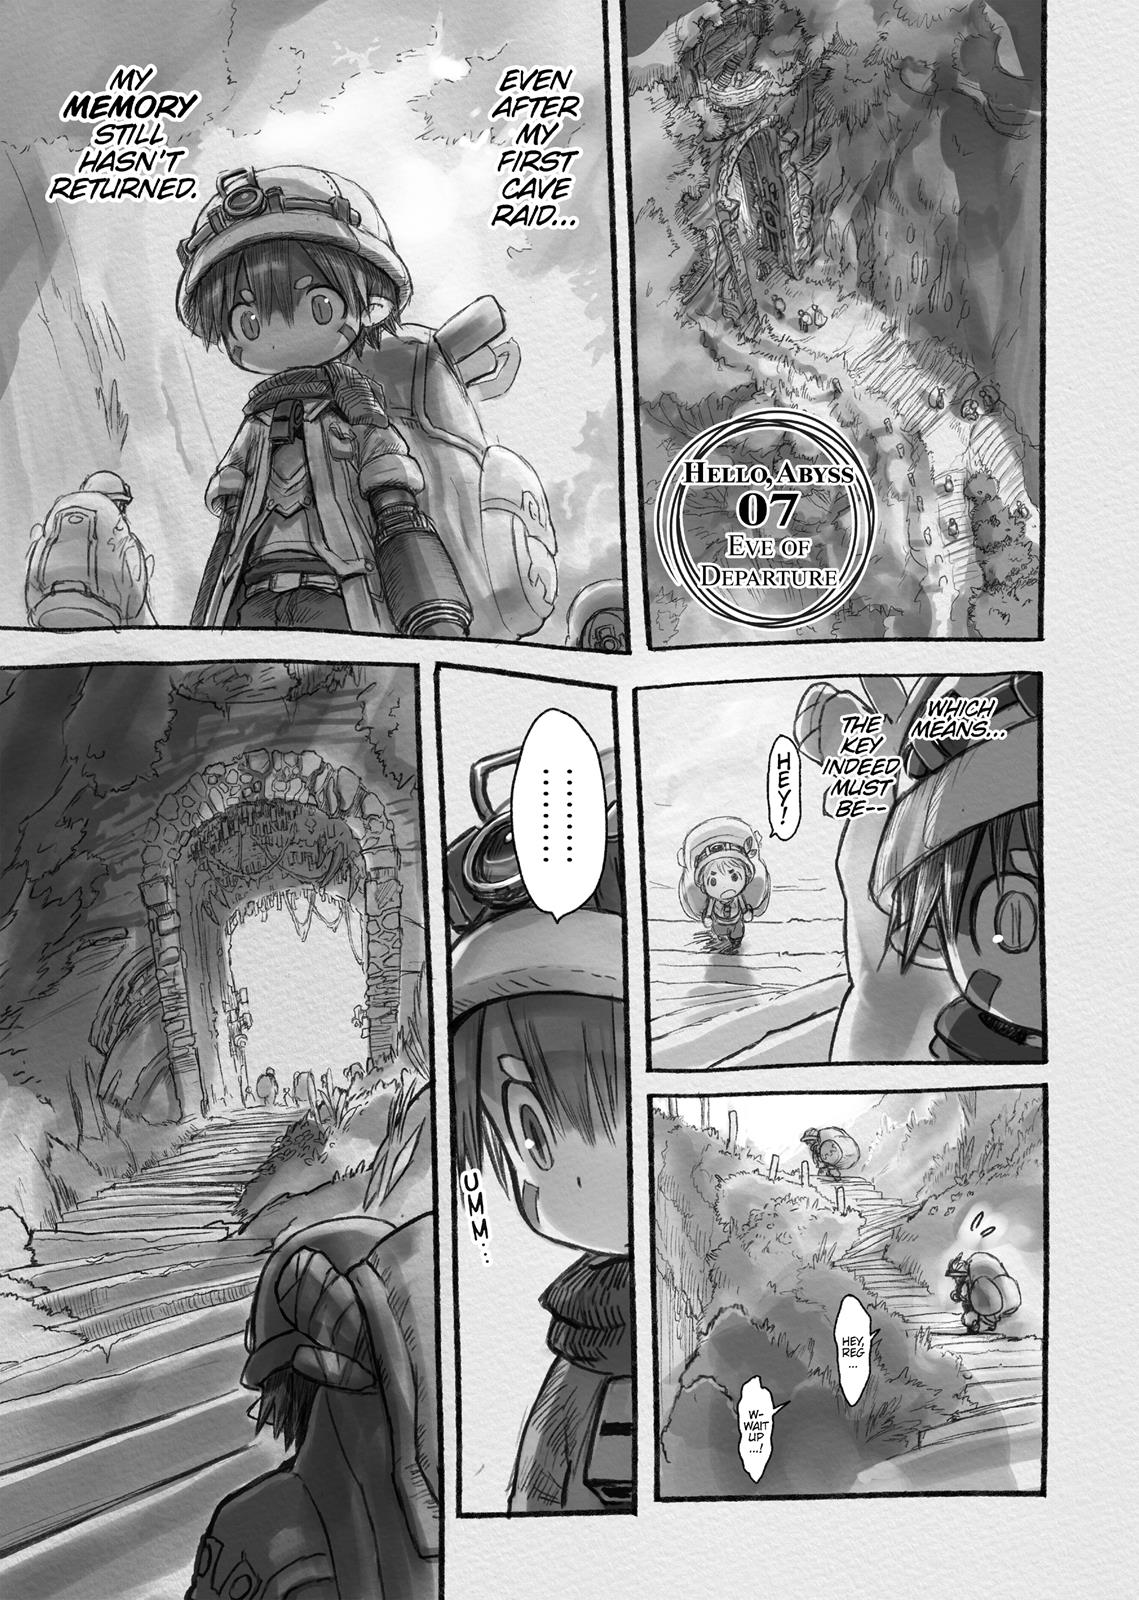 HELLO, ABYSS
07
EVE OF
DEPARTURE
EVEN
AFTER
MY
FIRST
CAVE
RAID...
MY
MEMORY
STILL
HASN'T
RETURNED.
WHICH
MEANS...
THE
KEY
INDEED
MUST
BE--
HEY!
HEY,
REG
...
W-
WAIT
UP
...!
..................
UMM...